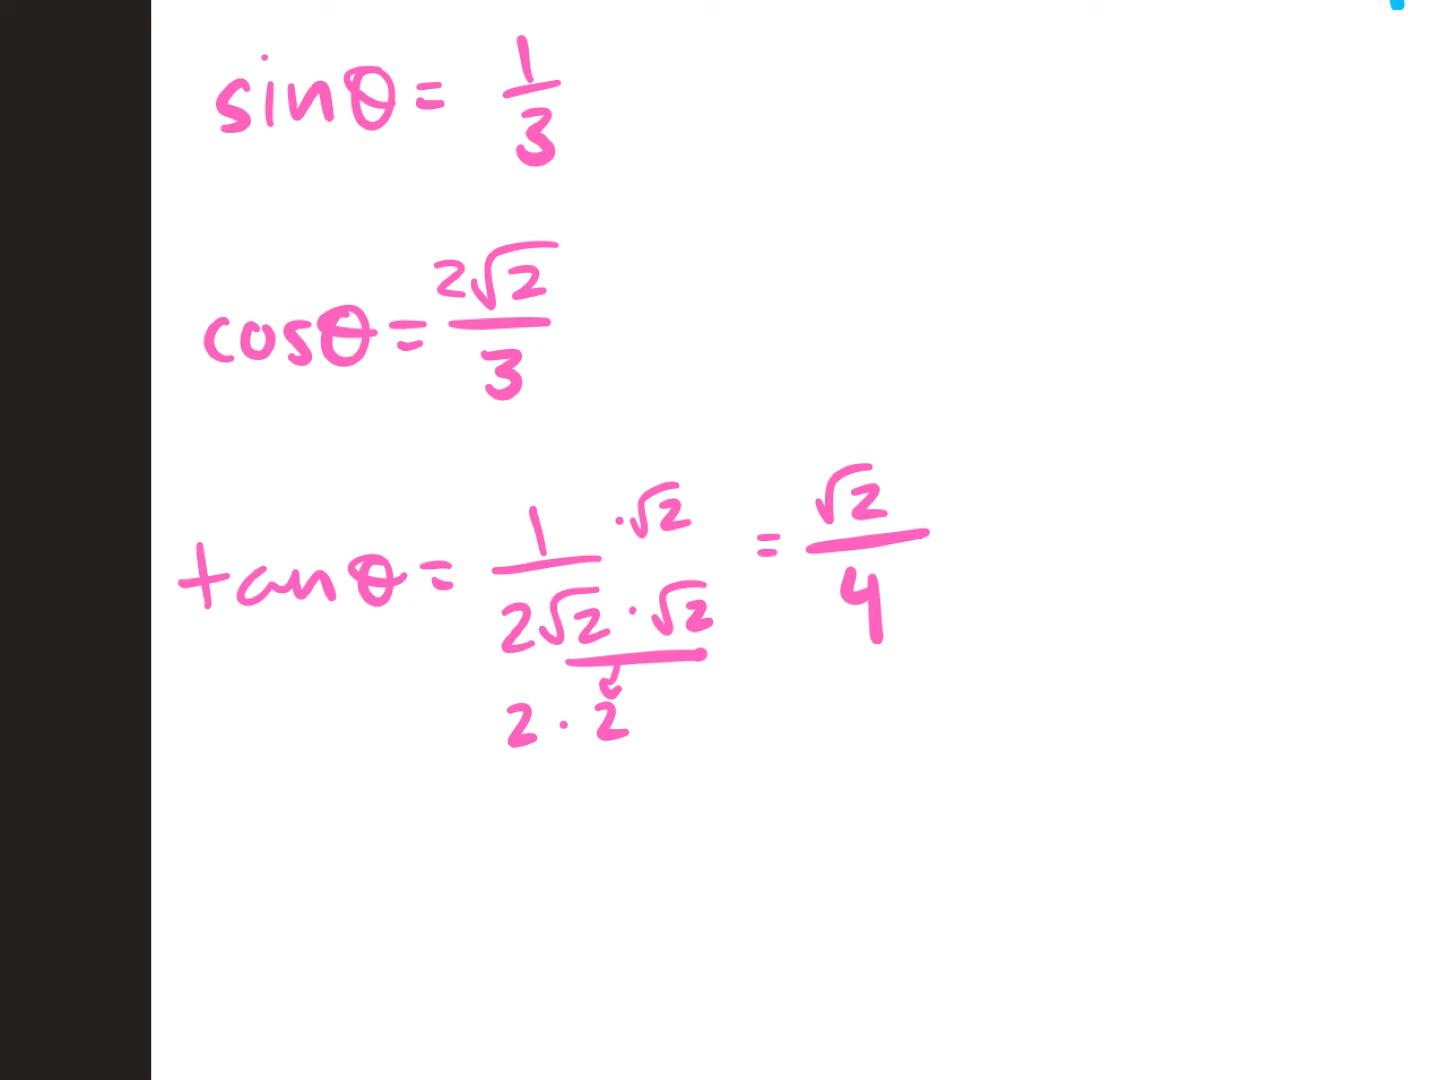 sinθ = 1/3
cosθ = 2√2/3
tanθ = 1 · √2 / 2√2 · √2 = √2/4
2 · 2